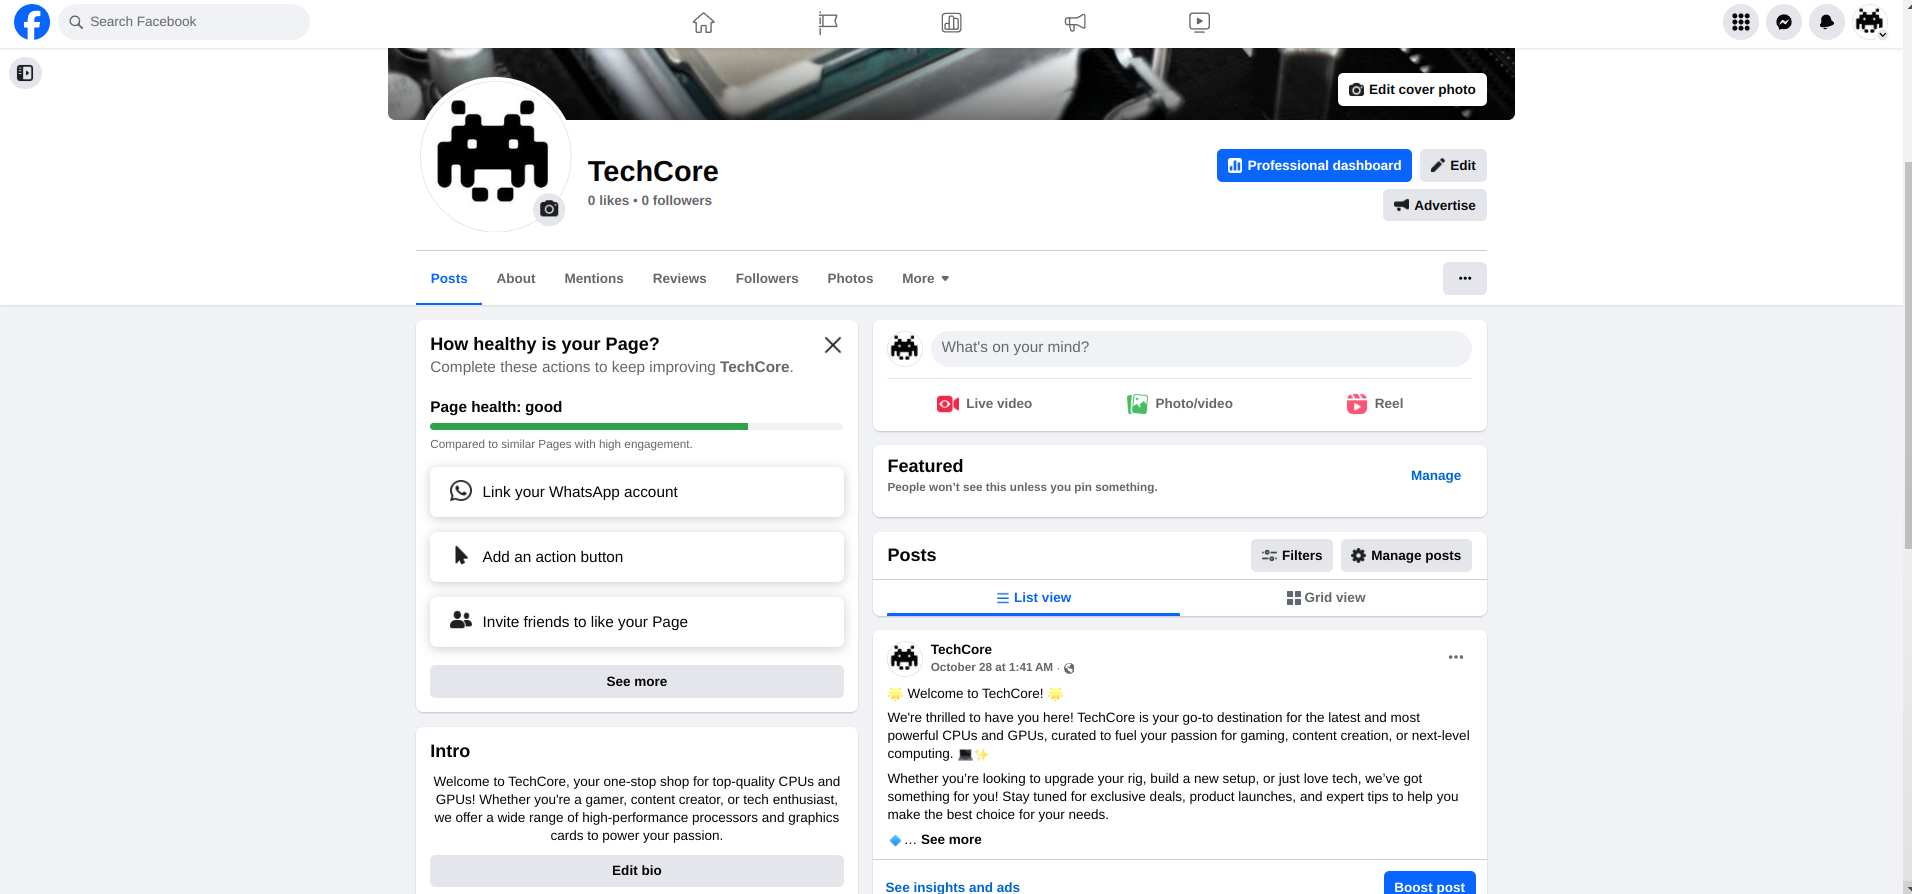 Search Facebook
Edit cover photo
TechCore
0 likes • 0 followers
Professional dashboard
Edit
Advertise
Posts
About
Mentions
Reviews
Followers
Photos
More
How healthy is your Page?
Complete these actions to keep improving TechCore.
Page health: good
Compared to similar Pages with high engagement.
Link your WhatsApp account
Add an action button
Invite friends to like your Page
See more
Intro
Welcome to TechCore, your one-stop shop for top-quality CPUs and
GPUs! Whether you're a gamer, content creator, or tech enthusiast,
we offer a wide range of high-performance processors and graphics
cards to power your passion.
Edit bio
What's on your mind?
Live video
Photo/video
Reel
Featured
People won't see this unless you pin something.
Manage
Posts
Filters
Manage posts
List view
Grid view
TechCore
October 28 at 1:41 AM ·
🌟 Welcome to TechCore! 🌟
We're thrilled to have you here! TechCore is your go-to destination for the latest and most
powerful CPUs and GPUs, curated to fuel your passion for gaming, content creation, or next-level
computing. 💻✨
Whether you're looking to upgrade your rig, build a new setup, or just love tech, we've got
something for you! Stay tuned for exclusive deals, product launches, and expert tips to help you
make the best choice for your needs.
🔹… See more
See insights and ads
Boost post